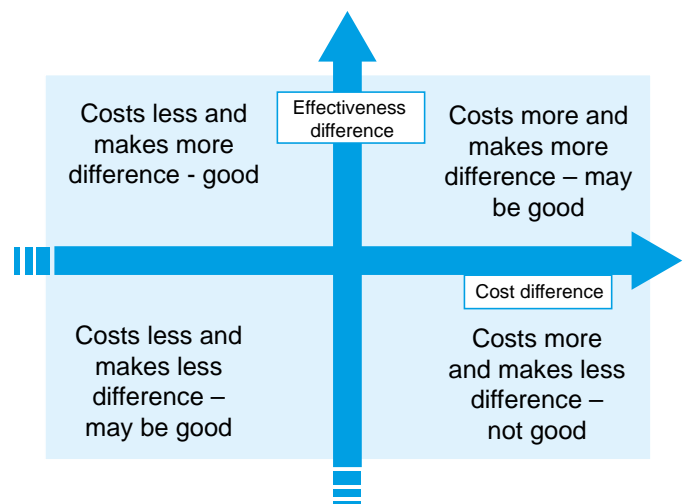 Costs less and
makes more
difference - good
Effectiveness
difference
Costs more and
makes more
difference – may
be good
Cost difference
Costs less and
makes less
difference –
may be good
Costs more
and makes less
difference –
not good